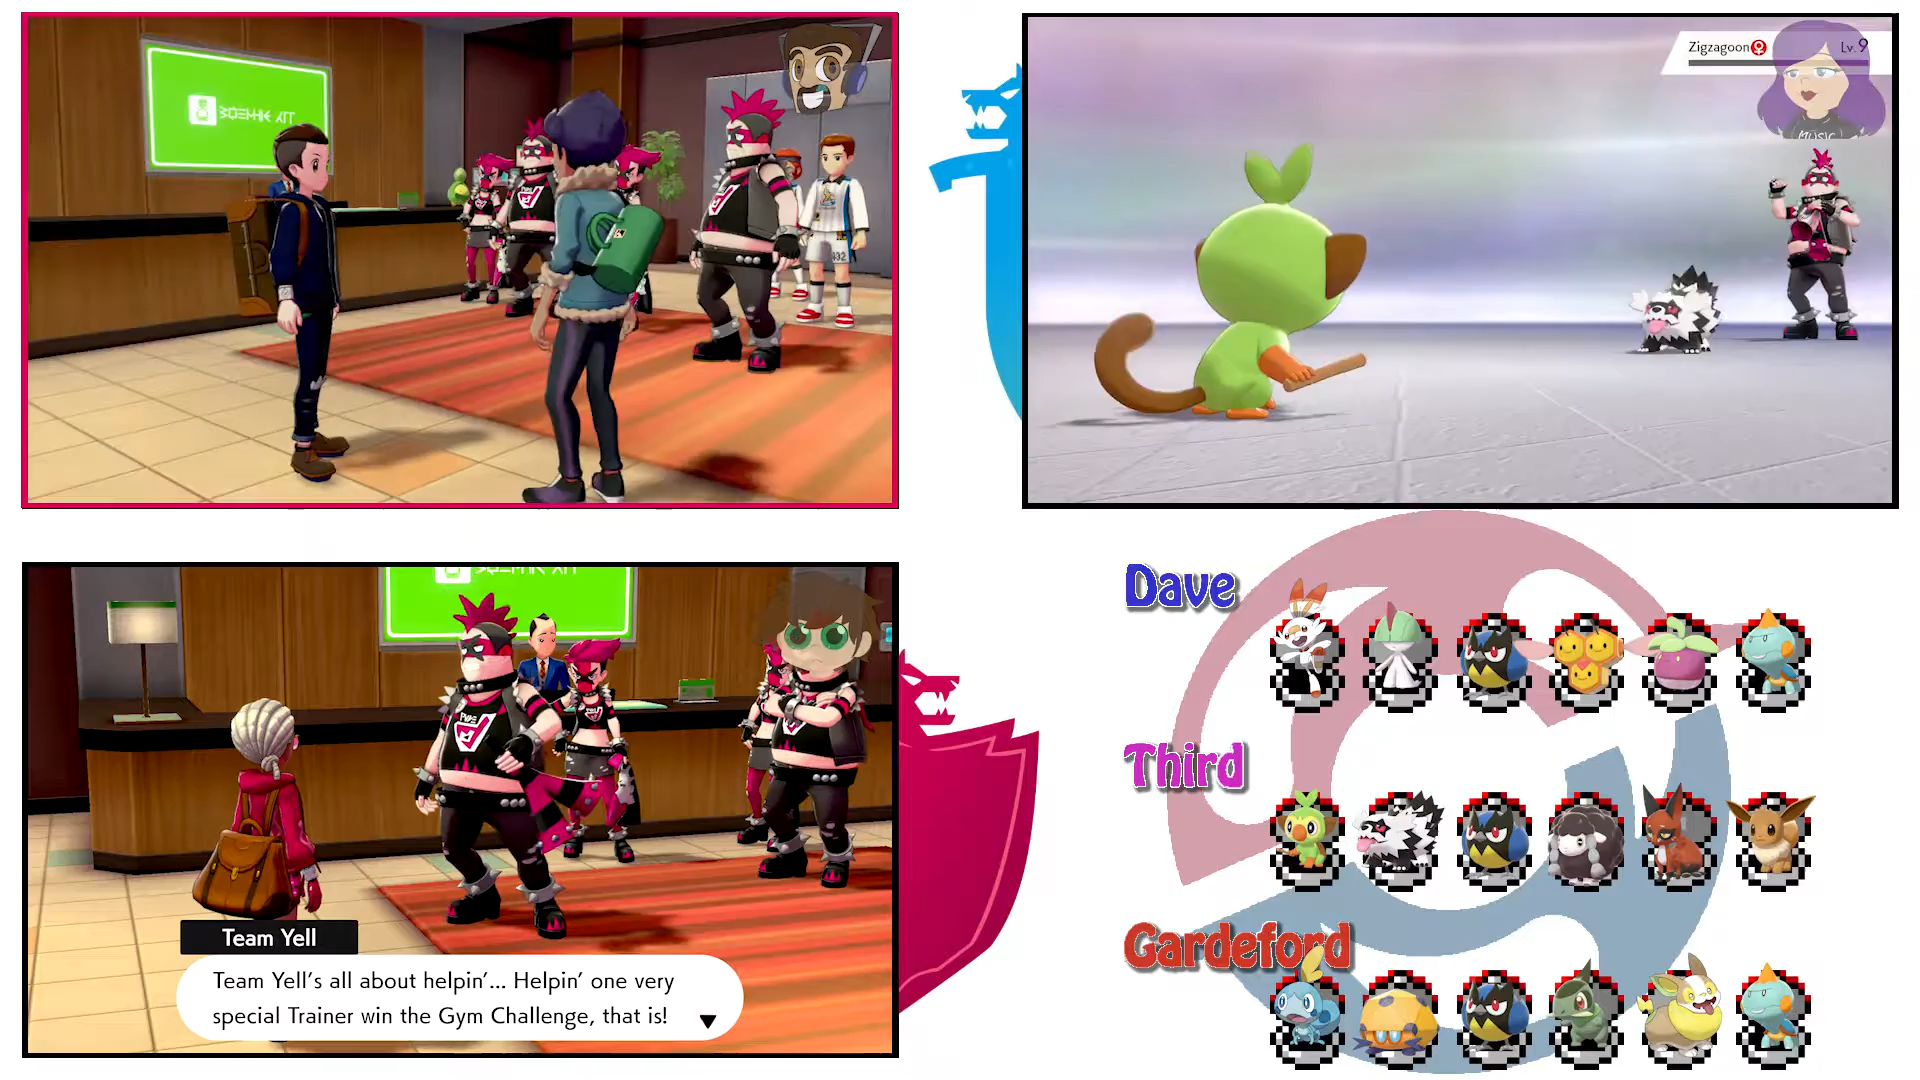 Zigzagoon Lv. 9
MUSIC
Dave
Third
Gardeford
Team Yell
Team Yell's all about helpin'... Helpin' one very
special Trainer win the Gym Challenge, that is!